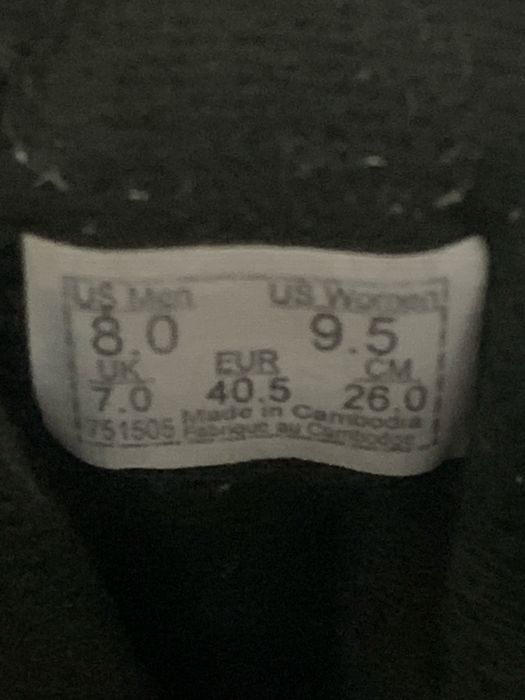 US Men US Women
8.0 9.5
UK EUR CM
7.0 40.5 26.0
751505 Made in Cambodia
Fabriqué au Cambodge